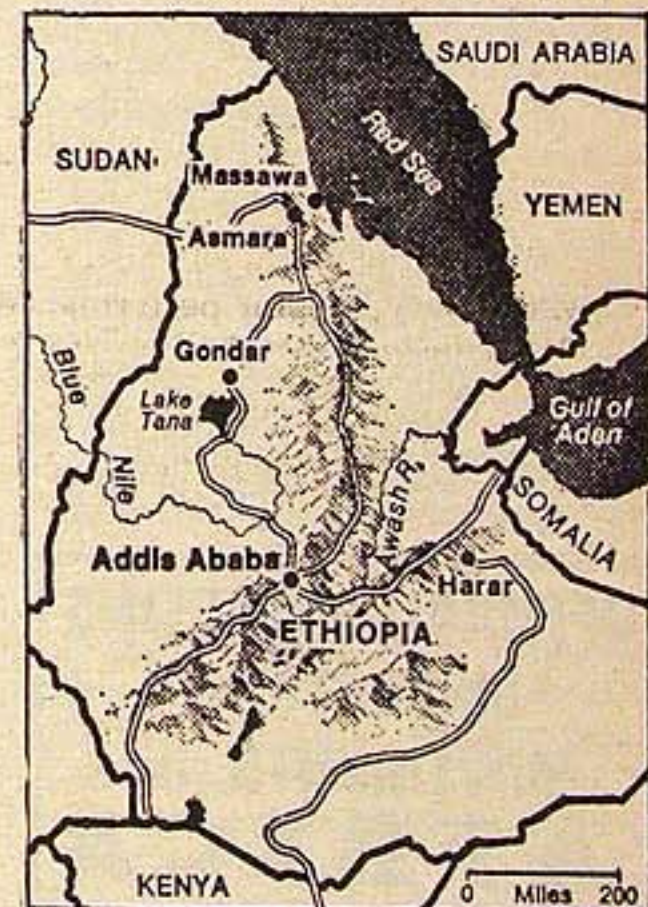 SAUDI ARABIA
Red Sea
SUDAN
Massawa
YEMEN
Asmara
Gondar
Lake
Tana
Blue
Nile
Gulf of
Aden
Awash R.
SOMALIA
Addis Ababa
Harar
ETHIOPIA
KENYA
0 Miles 200